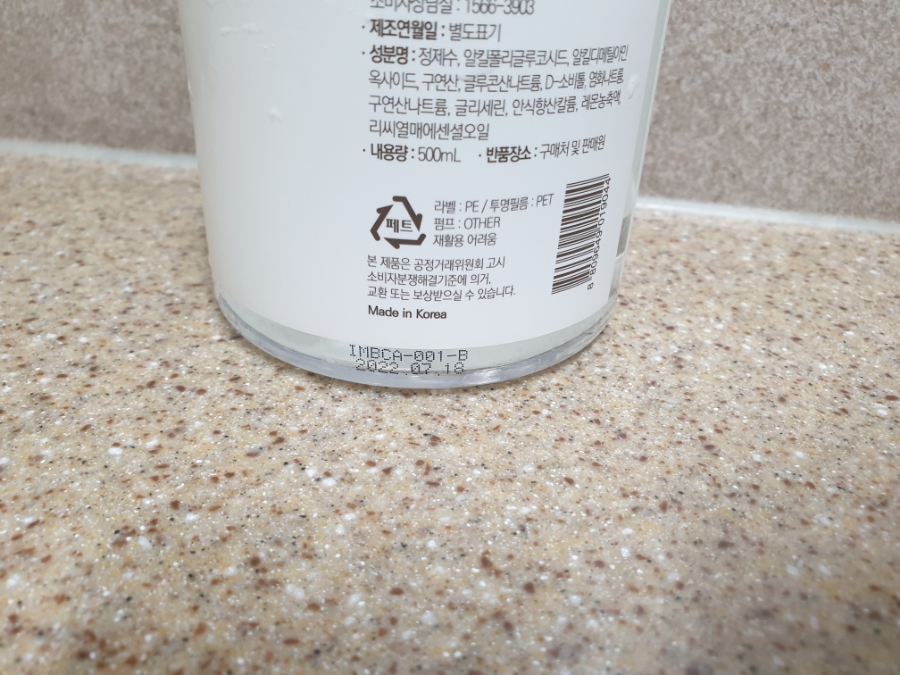 소비자상담실 : 1566-3903
· 제조연월일 : 별도표기
· 성분명 : 정제수, 알킬폴리글루코시드, 알킬디메틸아민
옥사이드, 구연산, 글루콘산나트륨, D-소비톨, 염화나트륨,
구연산나트륨, 글리세린, 안식향산칼륨, 레몬농축액,
리씨열매에센셜오일
· 내용량 : 500mL · 반품장소 : 구매처 및 판매원
페트
라벨 : PE / 투명필름 : PET
펌프 : OTHER
재활용 어려움
본 제품은 공정거래위원회 고시
소비자분쟁해결기준에 의거,
교환 또는 보상받으실 수 있습니다.
Made in Korea
8 809649 019044
IMBCA-001-B
2022.07.18